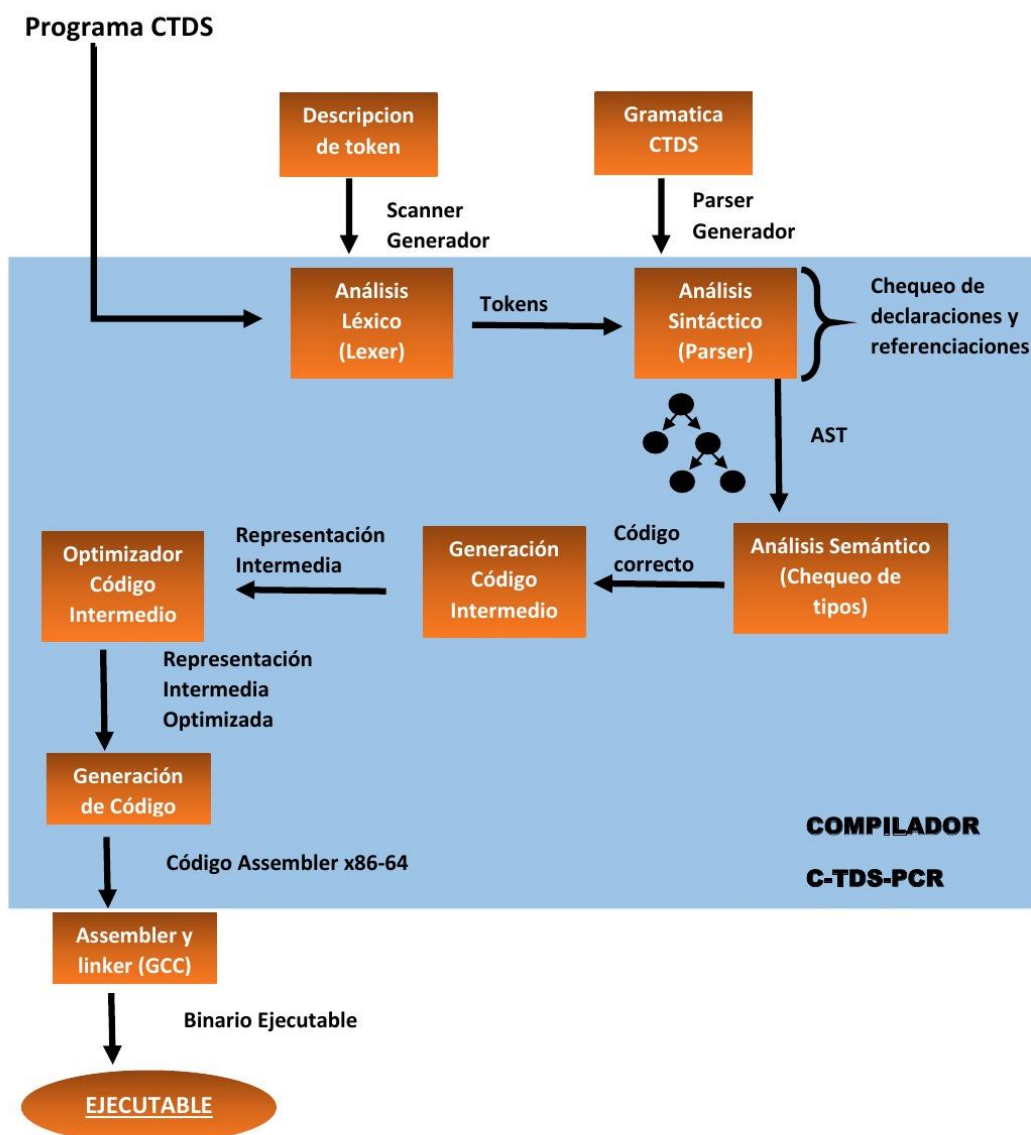 Programa CTDS
Descripcion
de token
Gramatica
CTDS
Scanner
Generador
Parser
Generador
Análisis
Léxico
(Lexer)
Tokens
Análisis
Sintáctico
(Parser)
Chequeo de
declaraciones y
referenciaciones
AST
Optimizador
Código
Intermedio
Representación
Intermedia
Generación
Código
Intermedio
Código
correcto
Análisis Semántico
(Chequeo de
tipos)
Representación
Intermedia
Optimizada
Generación
de Código
Código Assembler x86-64
COMPILADOR
C-TDS-PCR
Assembler y
linker (GCC)
Binario Ejecutable
EJECUTABLE